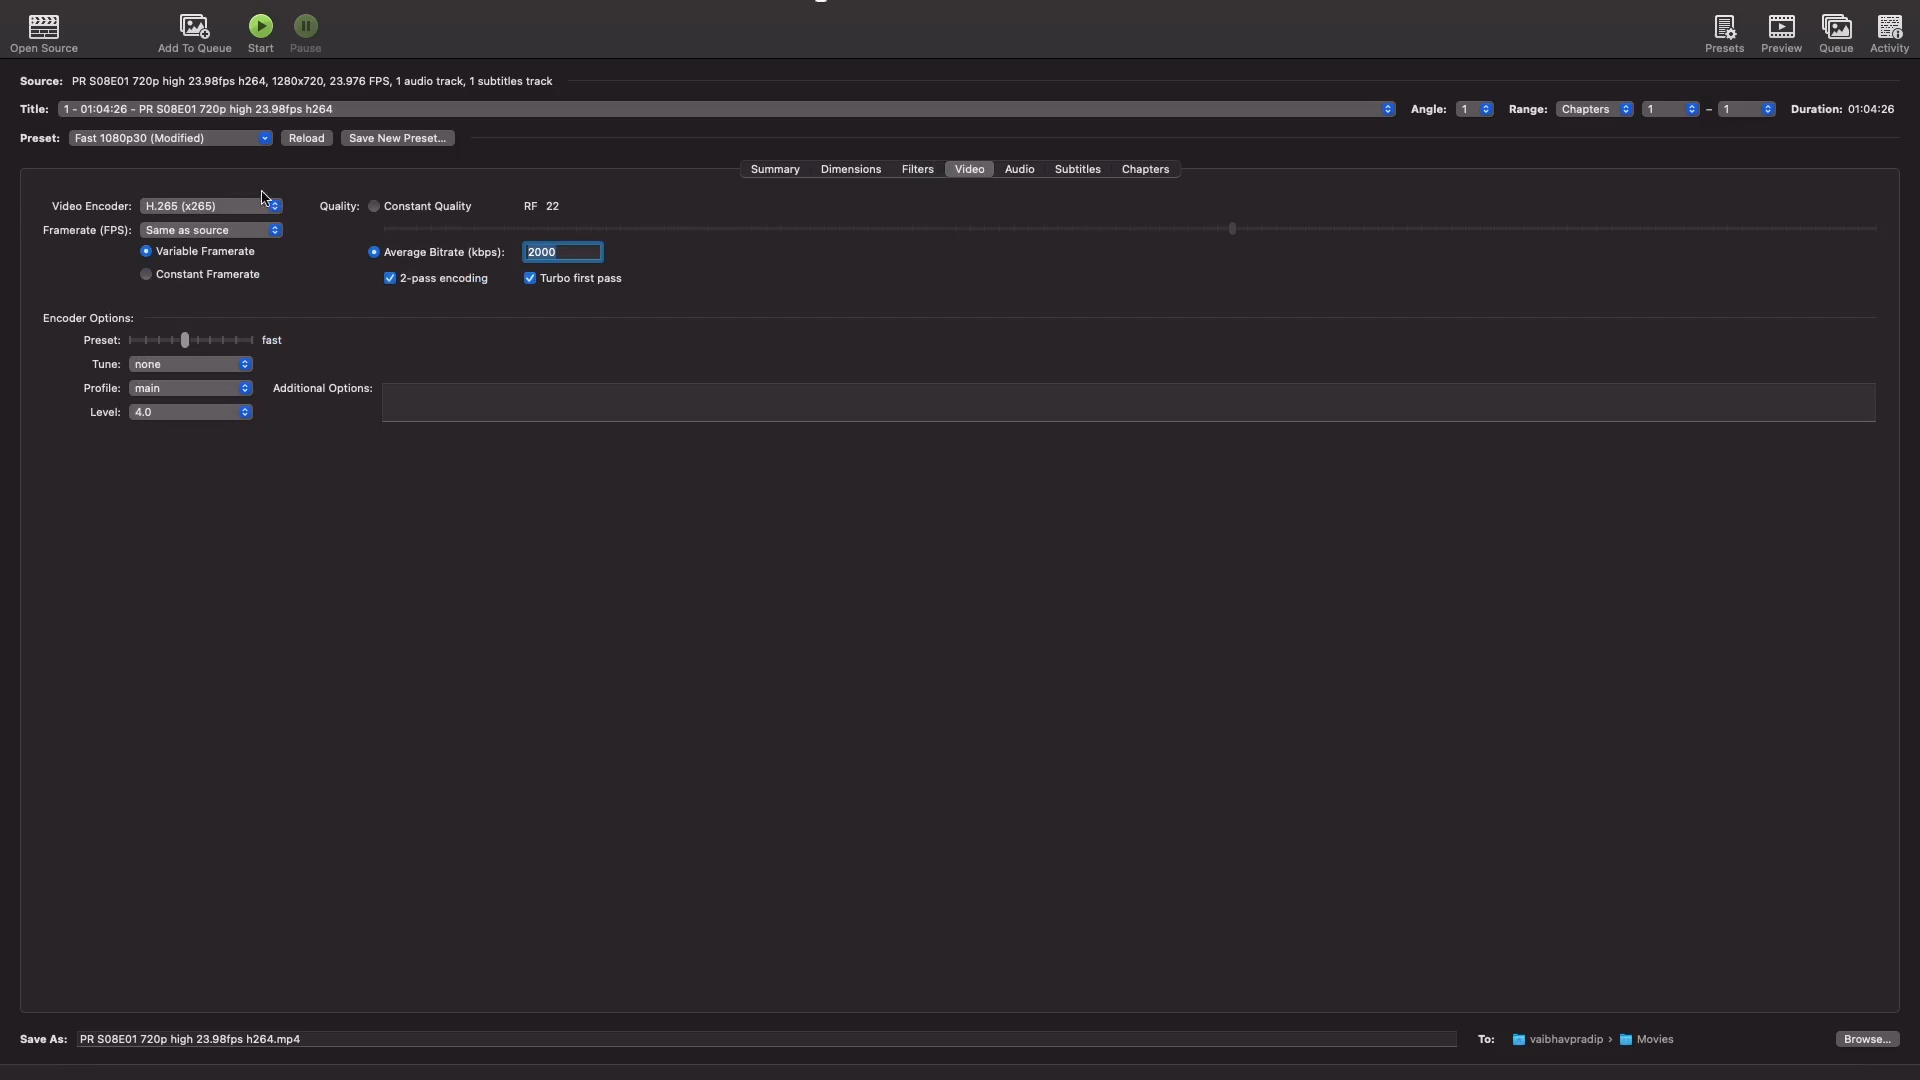 Open Source
Add To Queue
Start
Pause
Presets
Preview
Queue
Activity
Source: PR S08E01 720p high 23.98fps h264, 1280x720, 23.976 FPS, 1 audio track, 1 subtitles track
Title: 1 - 01:04:26 - PR S08E01 720p high 23.98fps h264 Angle: 1 Range: Chapters 1 – 1 Duration: 01:04:26
Preset: Fast 1080p30 (Modified) Reload Save New Preset...
Summary Dimensions Filters Video Audio Subtitles Chapters
Video Encoder: H.265 (x265) Quality: Constant Quality RF 22
Framerate (FPS): Same as source
Variable Framerate Average Bitrate (kbps): 2000
Constant Framerate 2-pass encoding Turbo first pass
Encoder Options:
Preset: fast
Tune: none
Profile: main Additional Options:
Level: 4.0
Save As: PR S08E01 720p high 23.98fps h264.mp4 To: vaibhavpradip › Movies Browse...